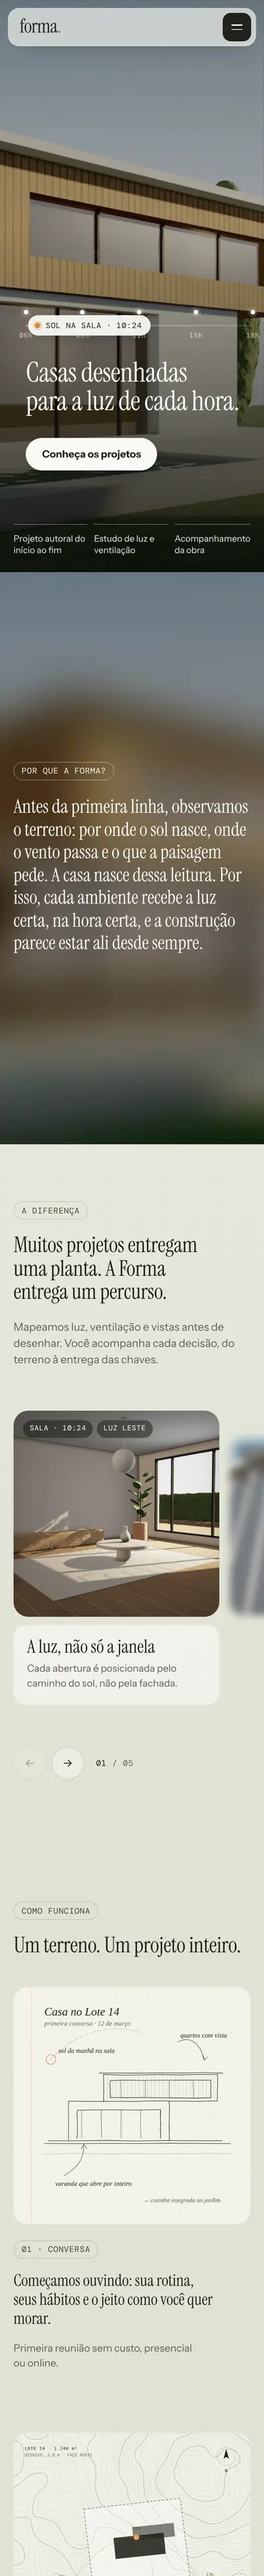 forma.
SOL NA SALA · 10:24
06h
15h
18h
Casas desenhadas
para a luz de cada hora.
Conheça os projetos
Projeto autoral do
início ao fim
Estudo de luz e
ventilação
Acompanhamento
da obra
POR QUE A FORMA?
Antes da primeira linha, observamos
o terreno: por onde o sol nasce, onde
o vento passa e o que a paisagem
pede. A casa nasce dessa leitura. Por
isso, cada ambiente recebe a luz
certa, na hora certa, e a construção
parece estar ali desde sempre.
A DIFERENÇA
Muitos projetos entregam
uma planta. A Forma
entrega um percurso.
Mapeamos luz, ventilação e vistas antes de
desenhar. Você acompanha cada decisão, do
terreno à entrega das chaves.
SALA · 10:24
LUZ LESTE
A luz, não só a janela
Cada abertura é posicionada pelo
caminho do sol, não pela fachada.
← → 01 / 05
COMO FUNCIONA
Um terreno. Um projeto inteiro.
Casa no Lote 14
primeira conversa · 12 de março
quartos com vista
sol da manhã na sala
varanda que abre por inteiro
— cozinha integrada ao jardim
01 · CONVERSA
Começamos ouvindo: sua rotina,
seus hábitos e o jeito como você quer
morar.
Primeira reunião sem custo, presencial
ou online.
LOTE 14 · 1.240 m²
N